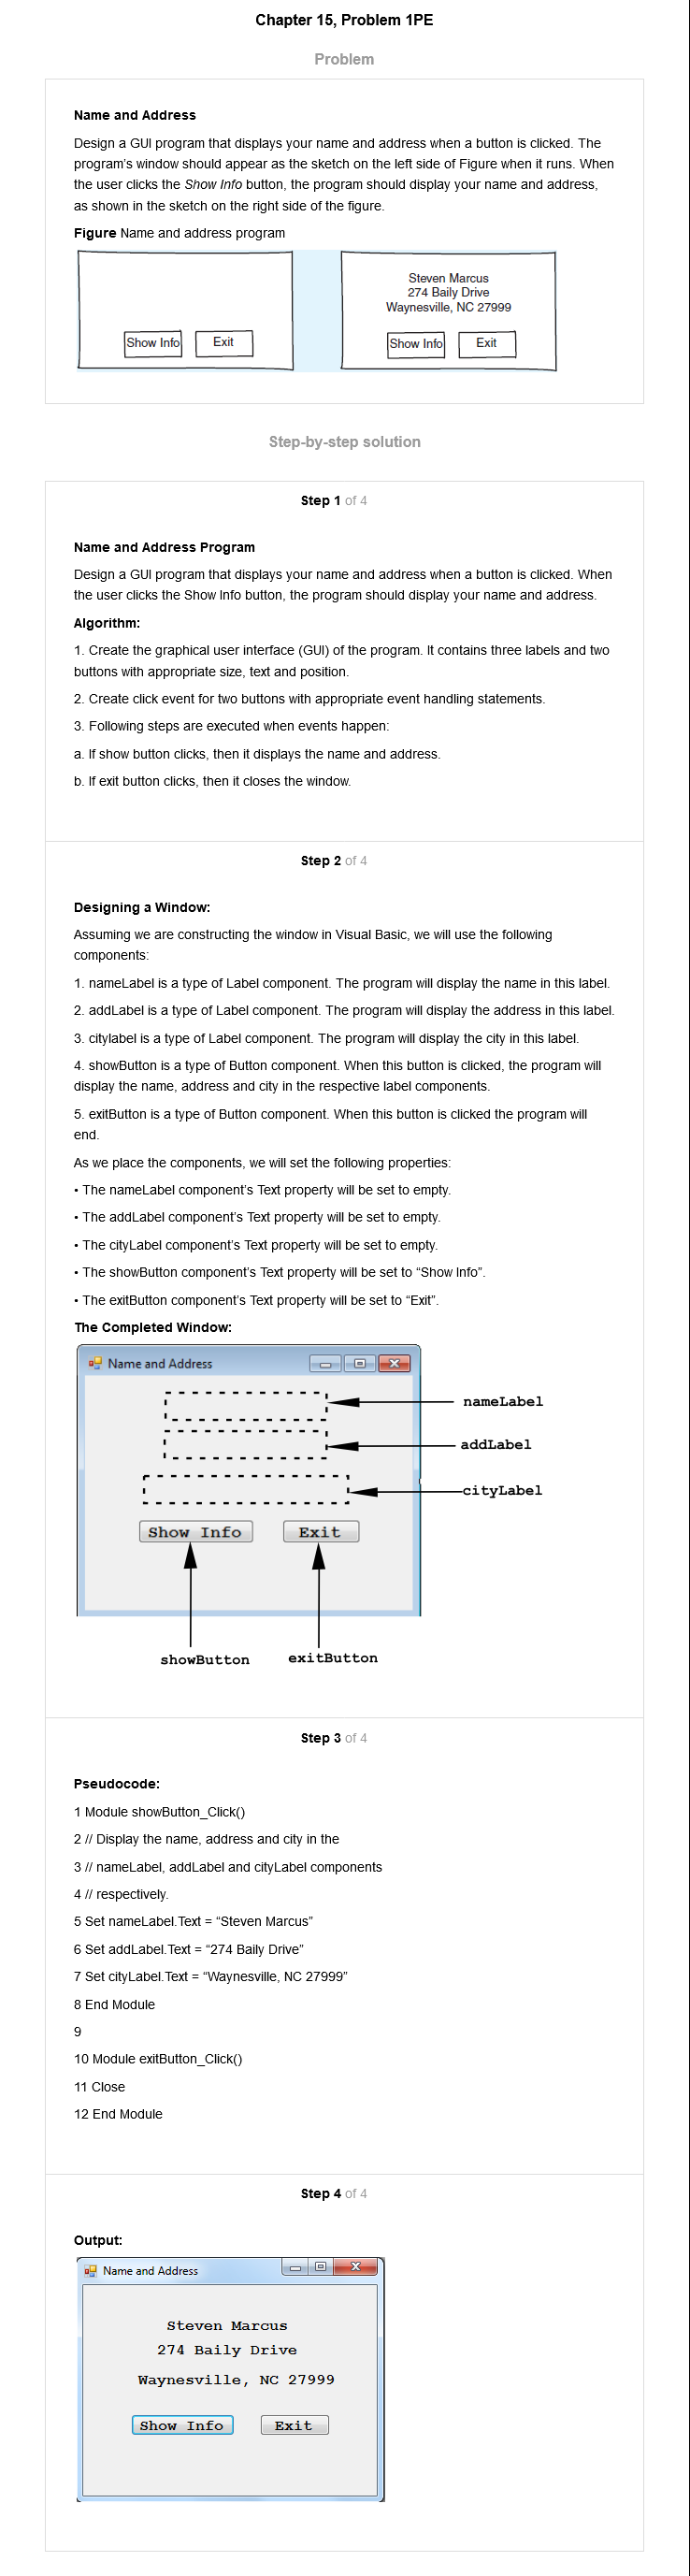 Chapter 15, Problem 1PE
Problem
Name and Address
Design a GUI program that displays your name and address when a button is clicked. The
program's window should appear as the sketch on the left side of Figure when it runs. When
the user clicks the Show Info button, the program should display your name and address,
as shown in the sketch on the right side of the figure.
Figure Name and address program
Show Info Exit
Steven Marcus
274 Baily Drive
Waynesville, NC 27999
Show Info Exit
Step-by-step solution
Step 1 of 4
Name and Address Program
Design a GUI program that displays your name and address when a button is clicked. When
the user clicks the Show Info button, the program should display your name and address.
Algorithm:
1. Create the graphical user interface (GUI) of the program. It contains three labels and two
buttons with appropriate size, text and position.
2. Create click event for two buttons with appropriate event handling statements.
3. Following steps are executed when events happen:
a. If show button clicks, then it displays the name and address.
b. If exit button clicks, then it closes the window.
Step 2 of 4
Designing a Window:
Assuming we are constructing the window in Visual Basic, we will use the following
components:
1. nameLabel is a type of Label component. The program will display the name in this label.
2. addLabel is a type of Label component. The program will display the address in this label.
3. citylabel is a type of Label component. The program will display the city in this label.
4. showButton is a type of Button component. When this button is clicked, the program will
display the name, address and city in the respective label components.
5. exitButton is a type of Button component. When this button is clicked the program will
end.
As we place the components, we will set the following properties:
• The nameLabel component's Text property will be set to empty.
• The addLabel component's Text property will be set to empty.
• The cityLabel component's Text property will be set to empty.
• The showButton component's Text property will be set to “Show Info”.
• The exitButton component's Text property will be set to “Exit”.
The Completed Window:
Name and Address
nameLabel
addLabel
cityLabel
Show Info Exit
showButton exitButton
Step 3 of 4
Pseudocode:
1 Module showButton_Click()
2 // Display the name, address and city in the
3 // nameLabel, addLabel and cityLabel components
4 // respectively.
5 Set nameLabel.Text = “Steven Marcus”
6 Set addLabel.Text = “274 Baily Drive”
7 Set cityLabel.Text = “Waynesville, NC 27999”
8 End Module
9
10 Module exitButton_Click()
11 Close
12 End Module
Step 4 of 4
Output:
Name and Address
Steven Marcus
274 Baily Drive
Waynesville, NC 27999
Show Info Exit